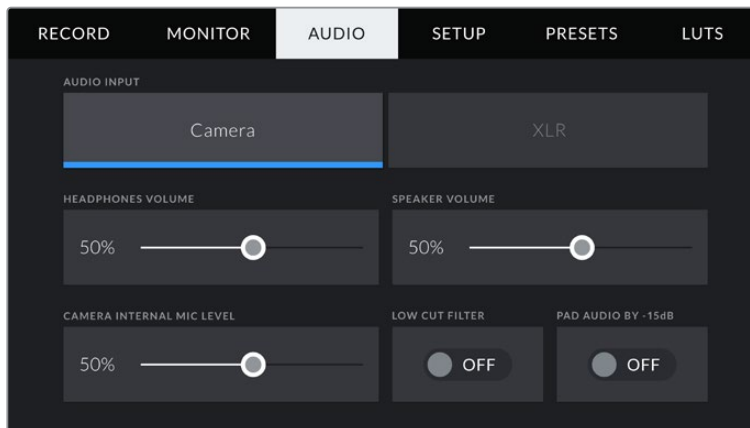 RECORD MONITOR AUDIO SETUP PRESETS LUTS
AUDIO INPUT
Camera XLR
HEADPHONES VOLUME SPEAKER VOLUME
50% 50%
CAMERA INTERNAL MIC LEVEL LOW CUT FILTER PAD AUDIO BY -15dB
50% OFF OFF